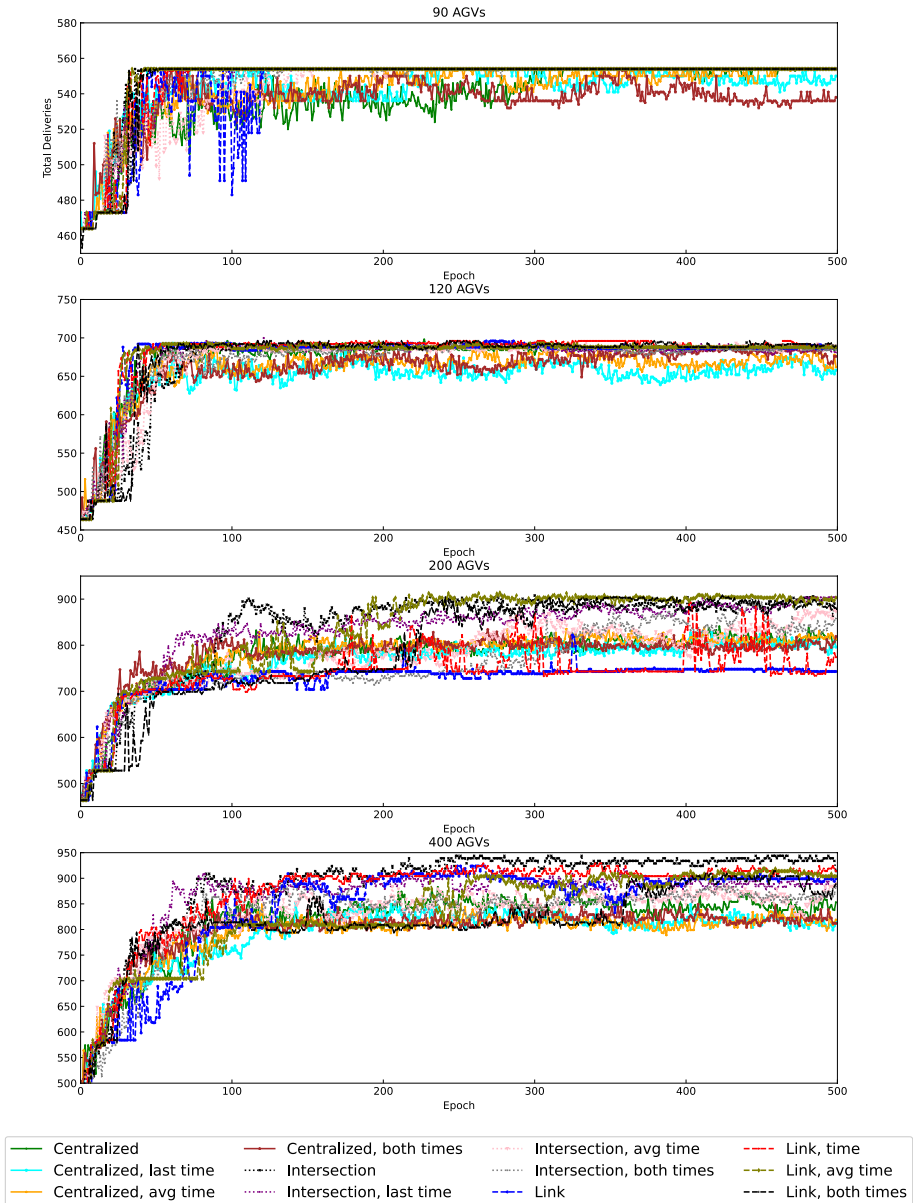 90 AGVs
580
560
540
520
500
480
460
Total Deliveries
0 100 200 300 400 500
Epoch
120 AGVs
750
700
650
600
550
500
450
0 100 200 300 400 500
Epoch
200 AGVs
900
800
700
600
500
0 100 200 300 400 500
Epoch
400 AGVs
950
900
850
800
750
700
650
600
550
500
0 100 200 300 400 500
Epoch
Centralized Centralized, both times Intersection, avg time Link, time
Centralized, last time Intersection Intersection, both times Link, avg time
Centralized, avg time Intersection, last time Link Link, both times